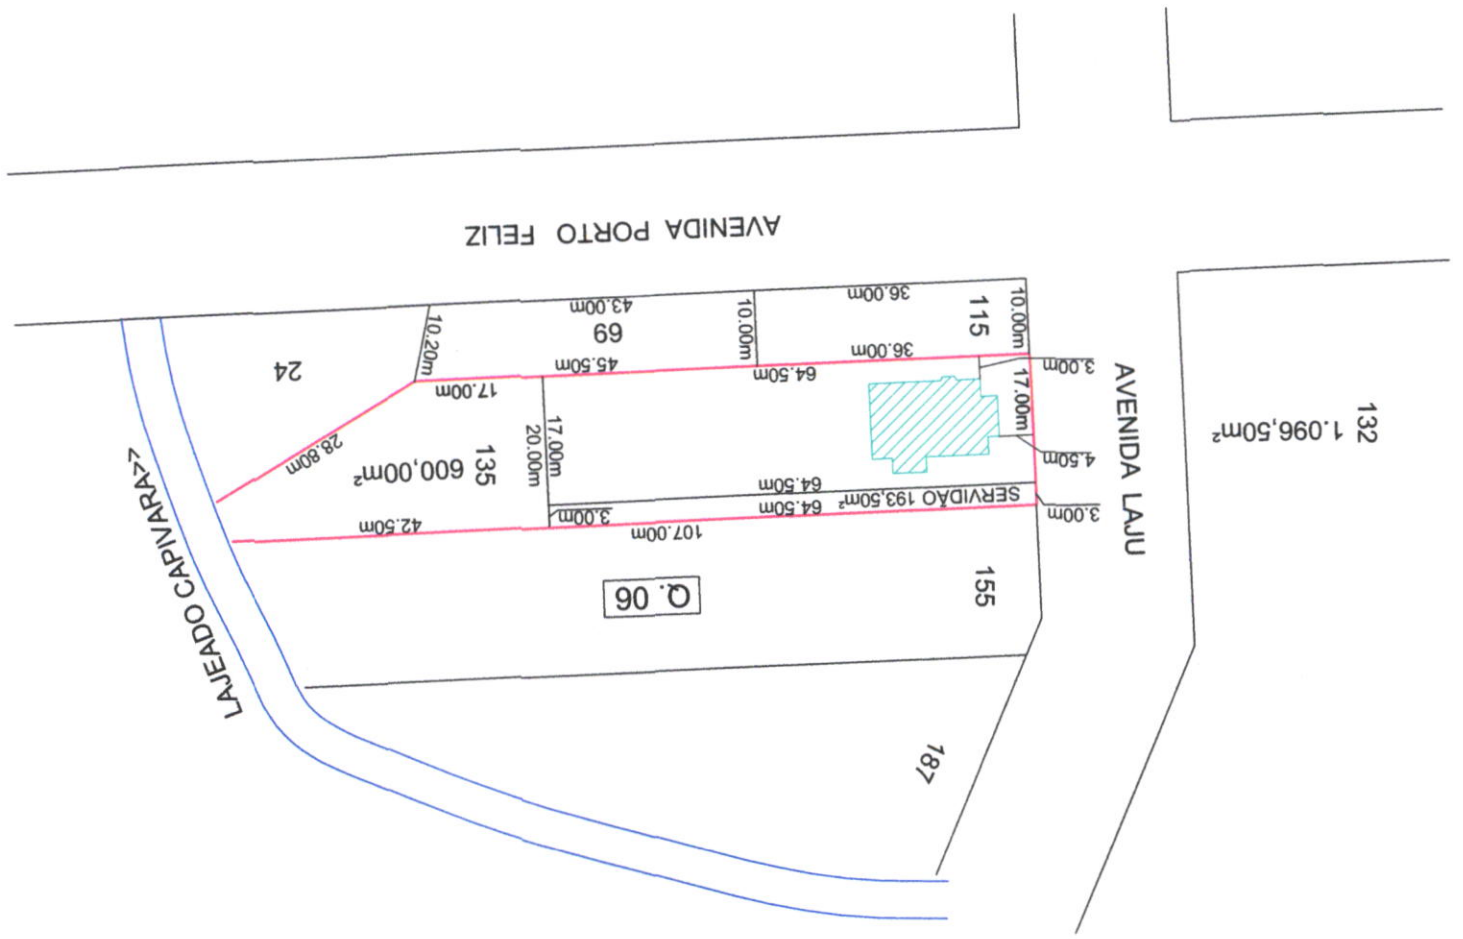 AVENIDA PORTO FELIZ
43.00m
36.00m
10.20m
69
10.00m
115
10.00m
24
17.00m
45.50m
64.50m
36.00m
3.00m
17.00m
28.80m
135
600,00m²
17.00m
20.00m
4.50m
AVENIDA LAJU
132
1.096,50m²
64.50m
SERVIDÃO 193,50m²
64.50m
3.00m
3.00m
42.50m
107.00m
LAJEADO CAPIVARA>>
Q. 06
155
187